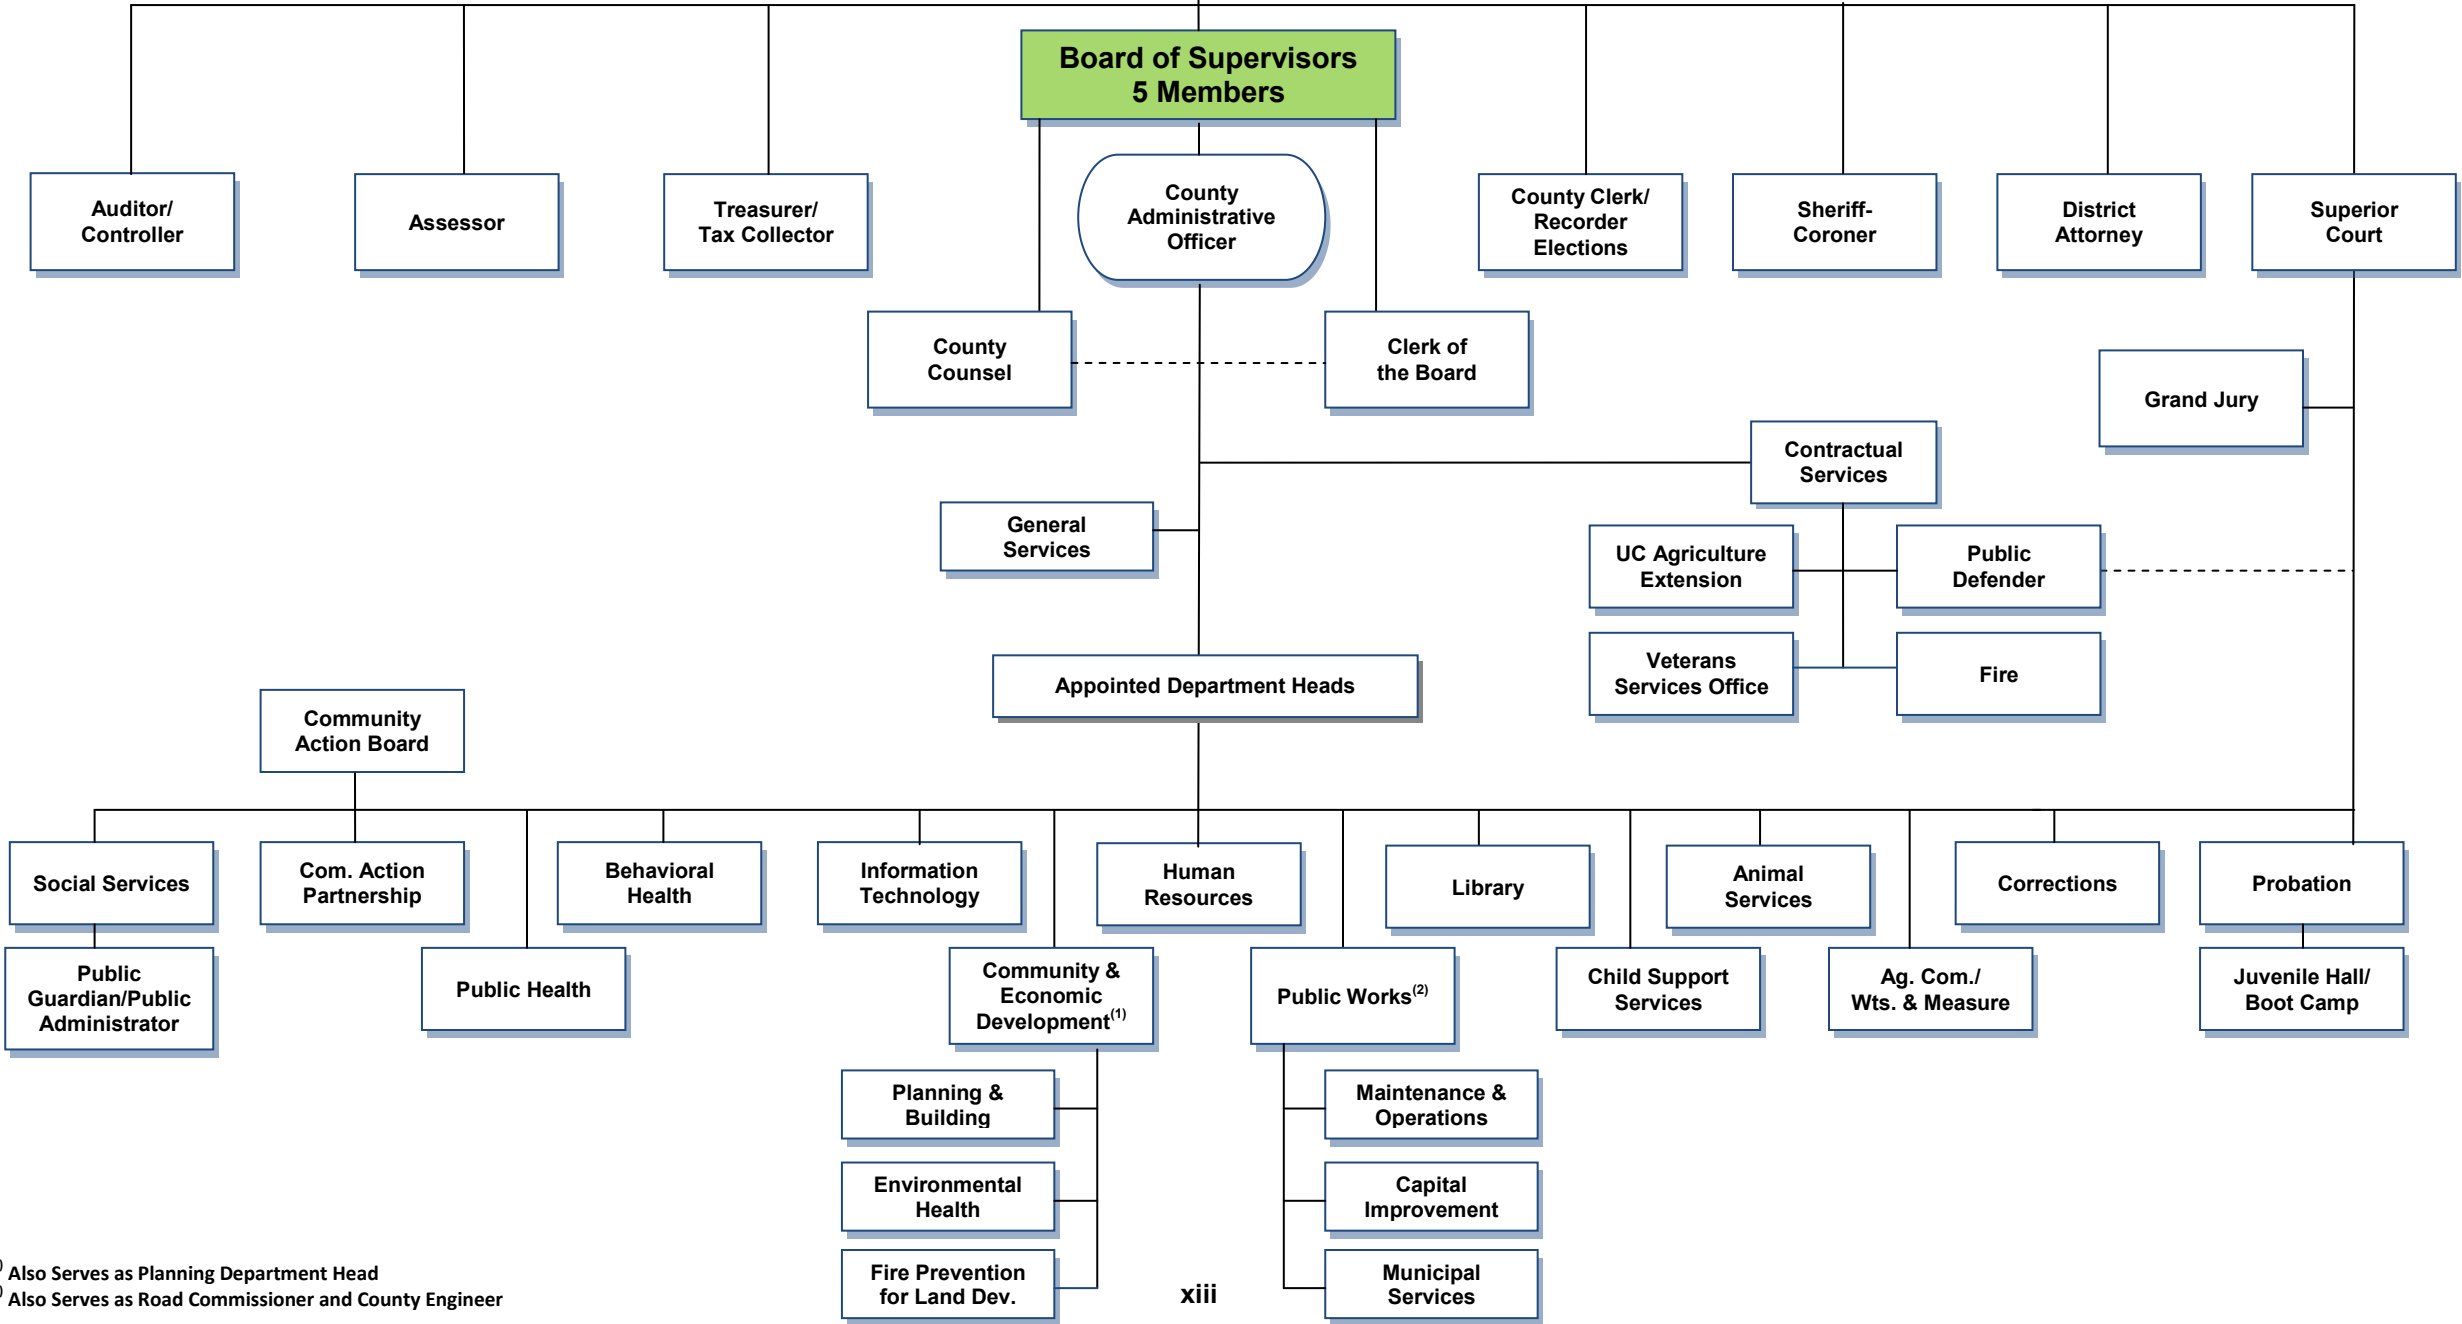 Board of Supervisors
5 Members
Auditor/
Controller
Assessor
Treasurer/
Tax Collector
County
Administrative
Officer
County Clerk/
Recorder
Elections
Sheriff-
Coroner
District
Attorney
Superior
Court
County
Counsel
Clerk of
the Board
Grand Jury
Contractual
Services
General
Services
UC Agriculture
Extension
Public
Defender
Veterans
Services Office
Fire
Appointed Department Heads
Community
Action Board
Social Services
Com. Action
Partnership
Behavioral
Health
Information
Technology
Human
Resources
Library
Animal
Services
Corrections
Probation
Public
Guardian/Public
Administrator
Public Health
Community &
Economic
Development(1)
Public Works(2)
Child Support
Services
Ag. Com./
Wts. & Measure
Juvenile Hall/
Boot Camp
Planning &
Building
Maintenance &
Operations
Environmental
Health
Capital
Improvement
Fire Prevention
for Land Dev.
Municipal
Services
) Also Serves as Planning Department Head
) Also Serves as Road Commissioner and County Engineer
xiii